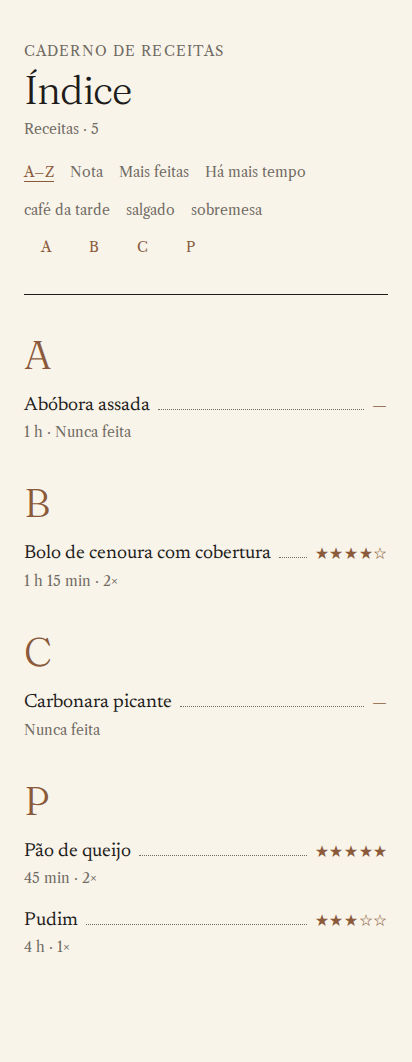 CADERNO DE RECEITAS
Índice
Receitas · 5
A–Z Nota Mais feitas Há mais tempo
café da tarde salgado sobremesa
A B C P
A
Abóbora assada —
1 h · Nunca feita
B
Bolo de cenoura com cobertura ★★★★☆
1 h 15 min · 2×
C
Carbonara picante —
Nunca feita
P
Pão de queijo ★★★★★
45 min · 2×
Pudim ★★★☆☆
4 h · 1×